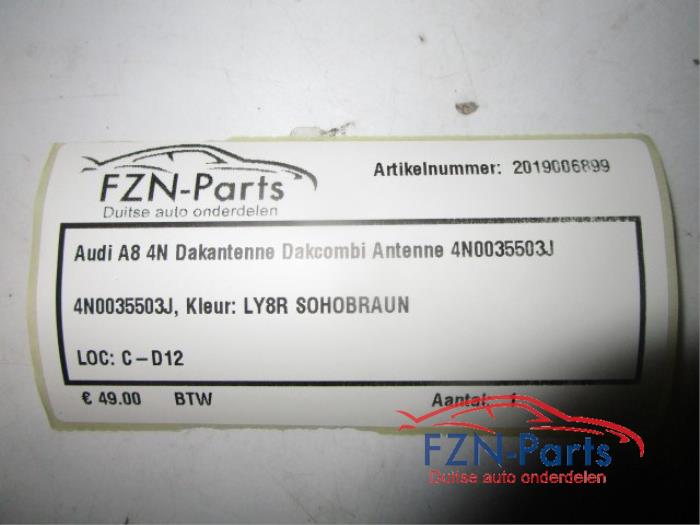 FZN-Parts
Duitse auto onderdelen
Artikelnummer: 2019006899
Audi A8 4N Dakantenne Dakcombi Antenne 4N0035503J
4N0035503J, Kleur: LY8R SOHOBRAUN
LOC: C-D12
€ 49.00 BTW Aantal: 1
FZN-Parts
Duitse auto onderdelen